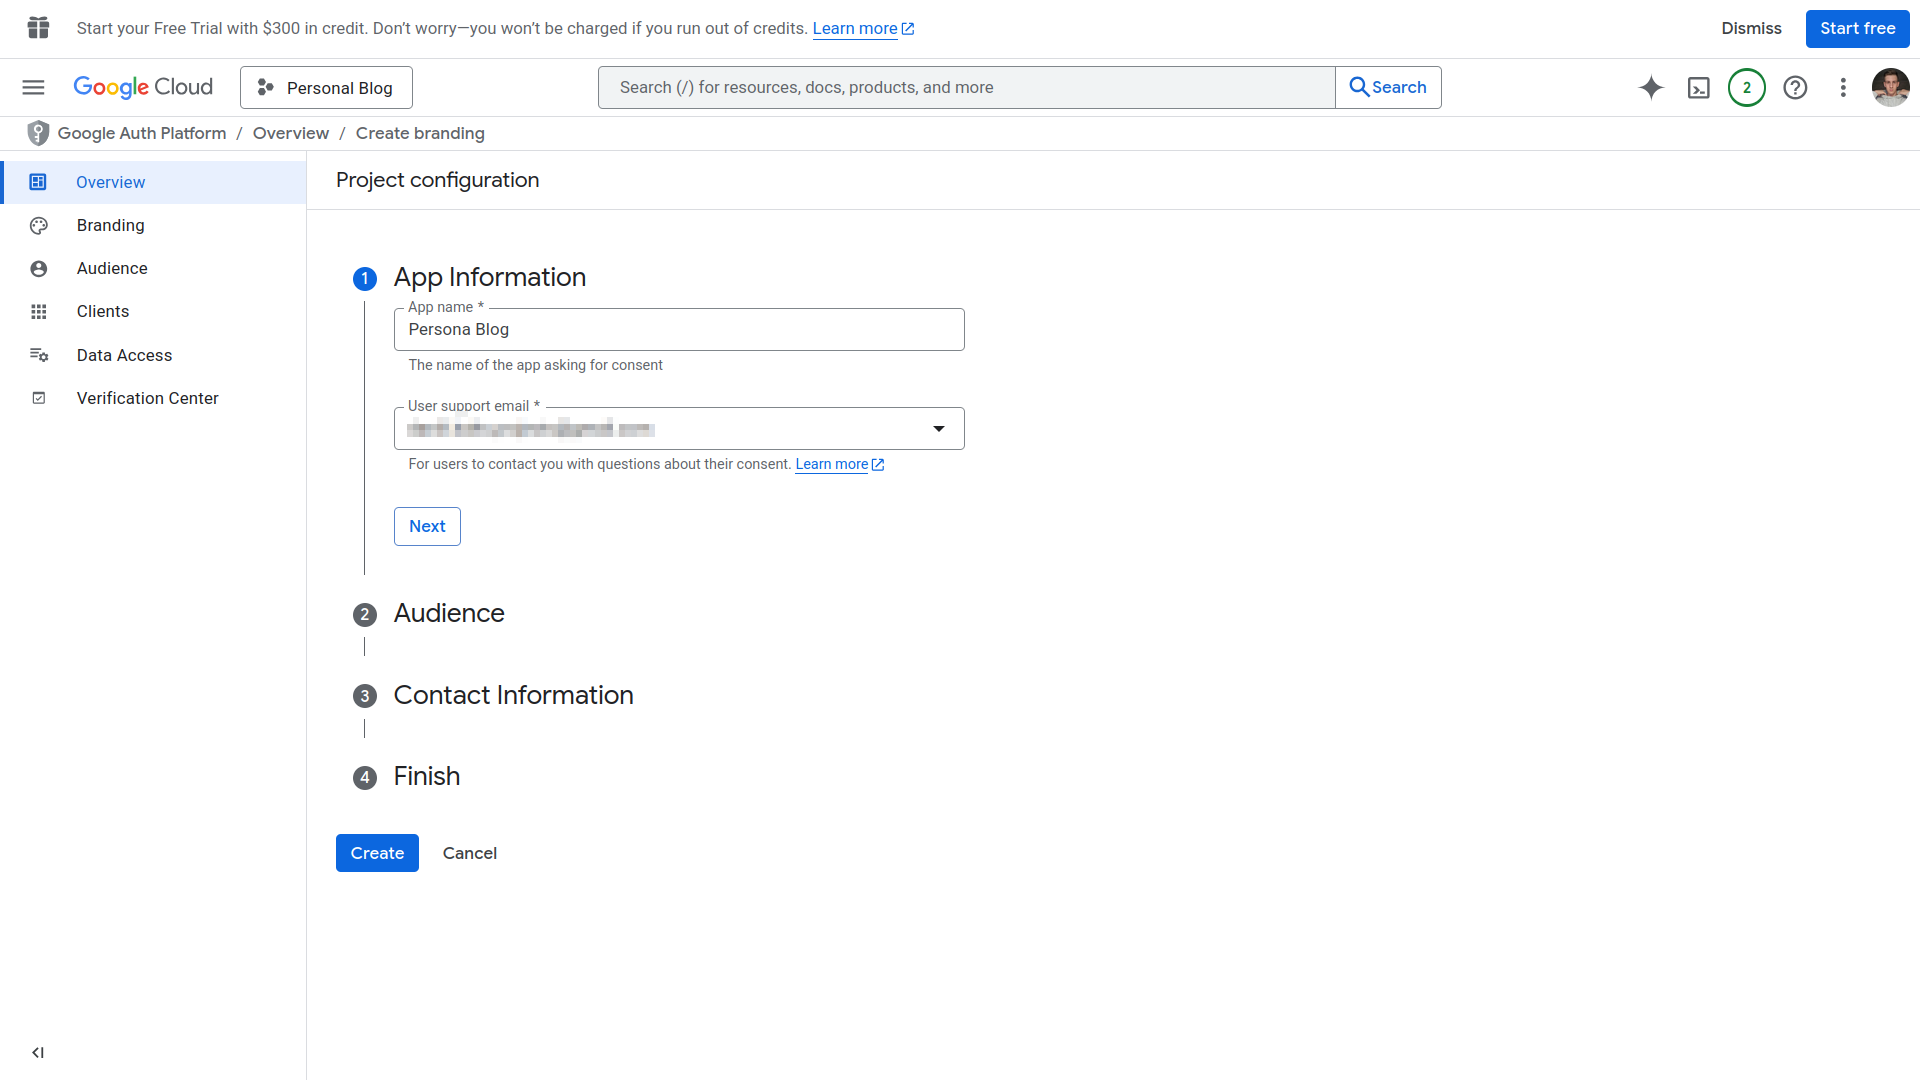 Start your Free Trial with $300 in credit. Don’t worry—you won’t be charged if you run out of credits. Learn more
Dismiss
Start free
Google Cloud
Personal Blog
Search (/) for resources, docs, products, and more
Search
2
Google Auth Platform / Overview / Create branding
Overview
Branding
Audience
Clients
Data Access
Verification Center
Project configuration
1 App Information
App name *
Persona Blog
The name of the app asking for consent
User support email *
For users to contact you with questions about their consent. Learn more
Next
2 Audience
3 Contact Information
4 Finish
Create
Cancel